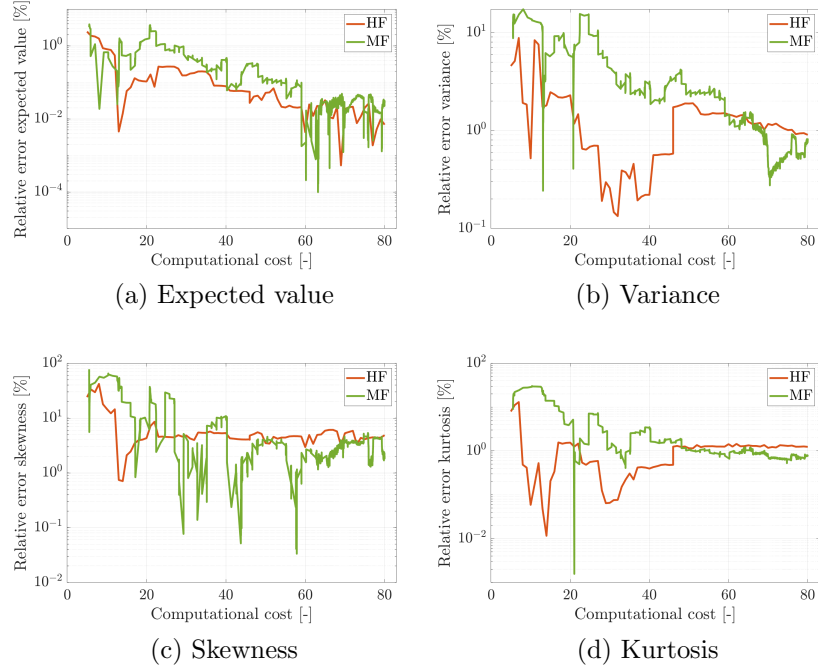 10^0
10^-2
10^-4
0 20 40 60 80
Relative error expected value [%]
Computational cost [-]
HF
MF
(a) Expected value
10^1
10^0
10^-1
0 20 40 60 80
Relative error variance [%]
Computational cost [-]
HF
MF
(b) Variance
10^2
10^1
10^0
10^-1
10^-2
0 20 40 60 80
Relative error skewness [%]
Computational cost [-]
HF
MF
(c) Skewness
10^2
10^0
10^-2
0 20 40 60 80
Relative error kurtosis [%]
Computational cost [-]
HF
MF
(d) Kurtosis